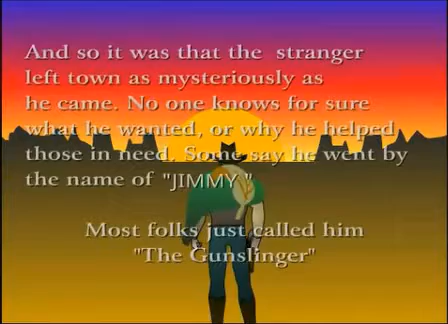 And so it was that the stranger
left town as mysteriously as
he came. No one knows for sure
what he wanted, or why he helped
those in need. Some say he went by
the name of "JIMMY "
Most folks just called him
"The Gunslinger"